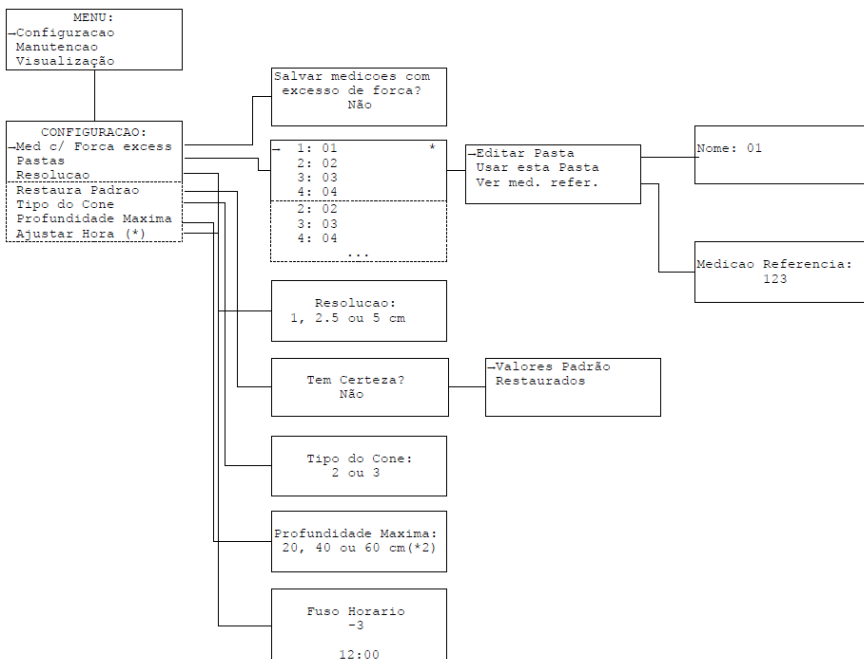 MENU:
→Configuracao
Manutencao
Visualização
CONFIGURACAO:
→Med c/ Forca excess
Pastas
Resolucao
Restaura Padrao
Tipo do Cone
Profundidade Maxima
Ajustar Hora (*)
Salvar medicoes com
excesso de forca?
Não
→ 1: 01 *
2: 02
3: 03
4: 04
2: 02
3: 03
4: 04
...
→Editar Pasta
Usar esta Pasta
Ver med. refer.
Nome: 01
Medicao Referencia:
123
Resolucao:
1, 2.5 ou 5 cm
Tem Certeza?
Não
→Valores Padrão
Restaurados
Tipo do Cone:
2 ou 3
Profundidade Maxima:
20, 40 ou 60 cm(*2)
Fuso Horario
-3
12:00